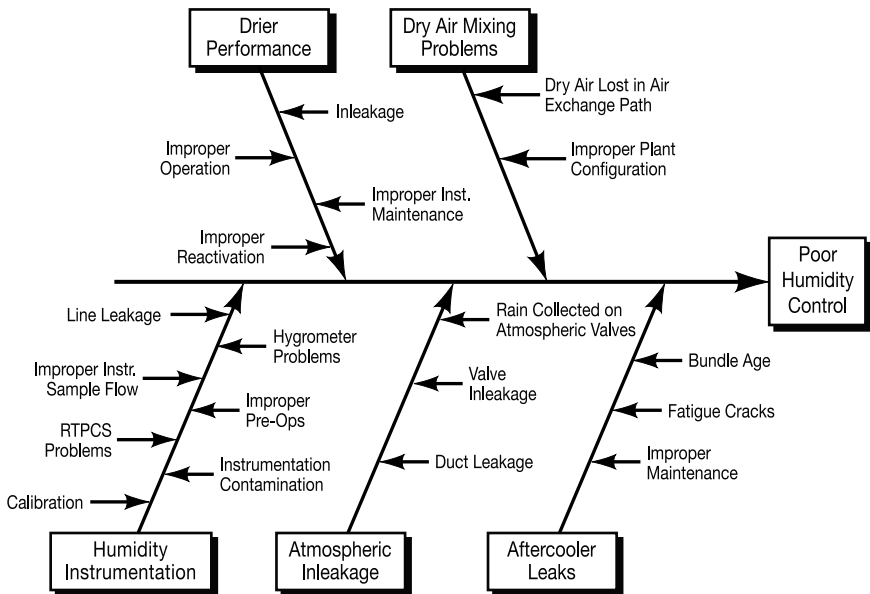 Drier
Performance
Dry Air Mixing
Problems
Inleakage
Improper
Operation
Improper Inst.
Maintenance
Improper
Reactivation
Dry Air Lost in Air
Exchange Path
Improper Plant
Configuration
Poor
Humidity
Control
Line Leakage
Hygrometer
Problems
Improper Instr.
Sample Flow
Improper
Pre-Ops
RTPCS
Problems
Instrumentation
Contamination
Calibration
Humidity
Instrumentation
Rain Collected on
Atmospheric Valves
Valve
Inleakage
Duct Leakage
Atmospheric
Inleakage
Bundle Age
Fatigue Cracks
Improper
Maintenance
Aftercooler
Leaks